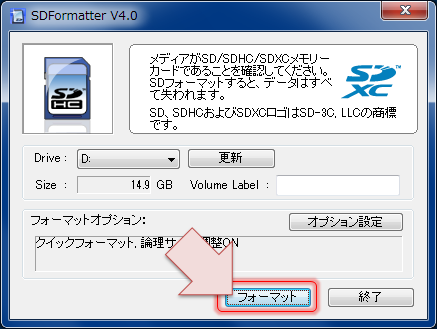 SDFormatter V4.0
メディアがSD/SDHC/SDXCメモリー
カードであることを確認してください。
SDフォーマットすると、データはすべ
て失われます。
SD、SDHCおよびSDXCロゴはSD-3C, LLCの商標
です。
SD
HC
SD
XC
TM
Drive : D: 更新
Size : 14.9 GB Volume Label :
フォーマットオプション: オプション設定
クイックフォーマット, 論理サ 調整ON
フォーマット 終了